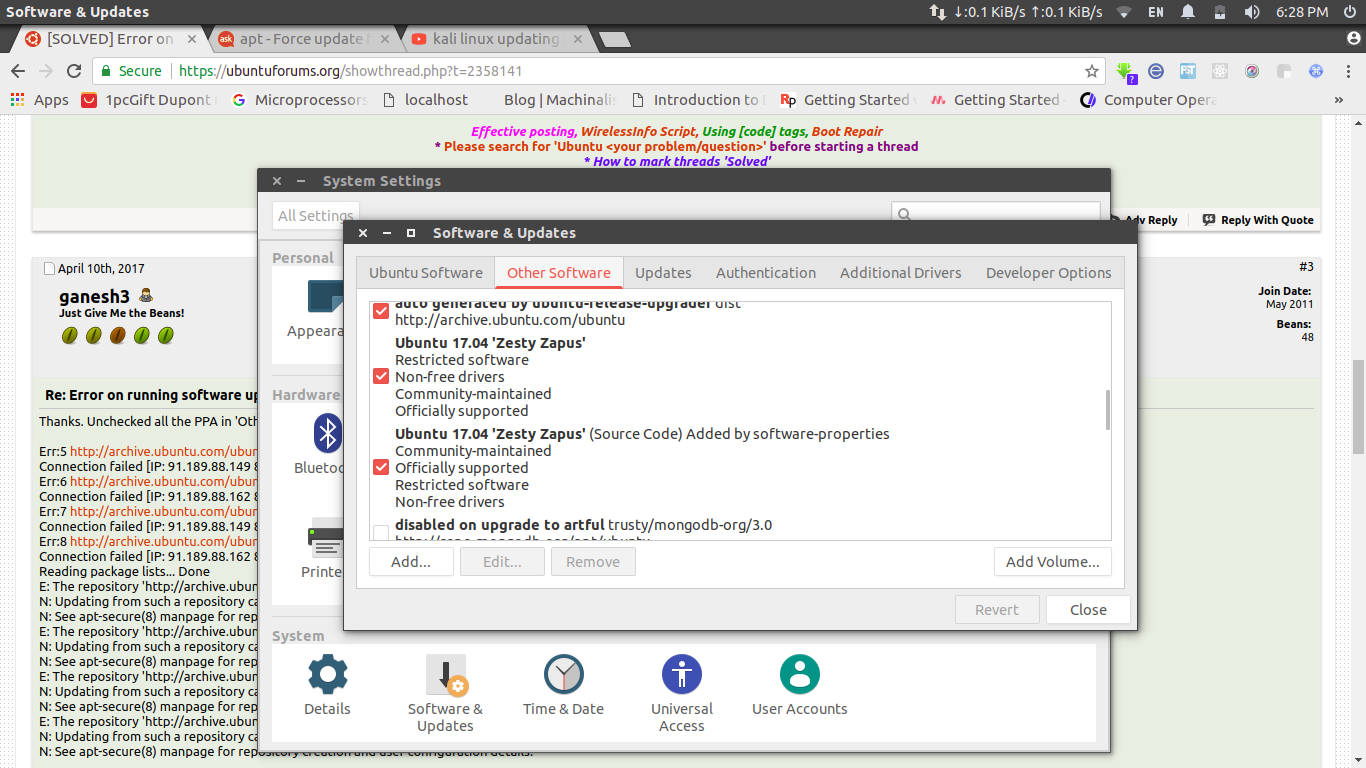 Software & Updates
↓:0.1 KiB/s ↑:0.1 KiB/s
EN
6:28 PM
[SOLVED] Error on
ask
apt - Force update
kali linux updating
Secure
https://ubuntuforums.org/showthread.php?t=2358141
?
FST
Apps
1pcGift Dupont
Microprocessors
localhost
Blog | Machinalis
Introduction to
Rp
Getting Started
Getting Started
Computer Opera
»
Effective posting, WirelessInfo Script, Using [code] tags, Boot Repair
* Please search for 'Ubuntu <your problem/question>' before starting a thread
* How to mark threads 'Solved'
System Settings
All Settings
Adv Reply
Reply With Quote
Software & Updates
Personal
Ubuntu Software
Other Software
Updates
Authentication
Additional Drivers
Developer Options
April 10th, 2017
#3
ganesh3
Just Give Me the Beans!
Join Date:
May 2011
Beans:
48
Appeara
auto generated by ubuntu-release-upgrader dist
http://archive.ubuntu.com/ubuntu
Ubuntu 17.04 'Zesty Zapus'
Restricted software
Non-free drivers
Community-maintained
Officially supported
Ubuntu 17.04 'Zesty Zapus' (Source Code) Added by software-properties
Community-maintained
Officially supported
Restricted software
Non-free drivers
disabled on upgrade to artful trusty/mongodb-org/3.0
Hardware
Bluetoo
Printe
Add...
Edit...
Remove
Add Volume...
Revert
Close
Re: Error on running software up
Thanks. Unchecked all the PPA in 'Oth
Err:5 http://archive.ubuntu.com/ubun
Connection failed [IP: 91.189.88.149 8
Err:6 http://archive.ubuntu.com/ubun
Connection failed [IP: 91.189.88.162 8
Err:7 http://archive.ubuntu.com/ubun
Connection failed [IP: 91.189.88.149 8
Err:8 http://archive.ubuntu.com/ubun
Connection failed [IP: 91.189.88.162 8
Reading package lists... Done
E: The repository 'http://archive.ubun
N: Updating from such a repository ca
N: See apt-secure(8) manpage for rep
E: The repository 'http://archive.ubun
N: Updating from such a repository ca
N: See apt-secure(8) manpage for rep
E: The repository 'http://archive.ubun
N: Updating from such a repository ca
N: See apt-secure(8) manpage for rep
E: The repository 'http://archive.ubun
N: Updating from such a repository ca
N: See apt-secure(8) manpage for repository creation and user configuration details.
System
Details
Software &
Updates
Time & Date
Universal
Access
User Accounts